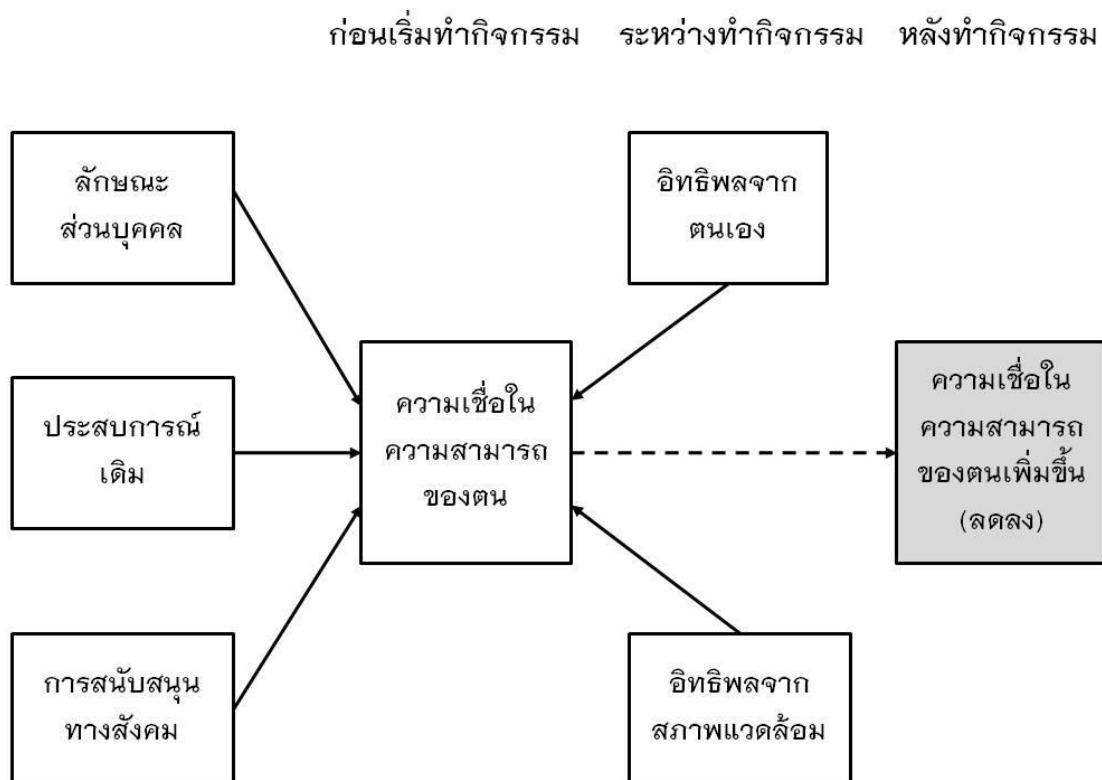 ก่อนเริ่มทำกิจกรรม ระหว่างทำกิจกรรม หลังทำกิจกรรม
ลักษณะ
ส่วนบุคคล
อิทธิพลจาก
ตนเอง
ประสบการณ์
เดิม
ความเชื่อใน
ความสามารถ
ของตน
ความเชื่อใน
ความสามารถ
ของตนเพิ่มขึ้น
(ลดลง)
การสนับสนุน
ทางสังคม
อิทธิพลจาก
สภาพแวดล้อม